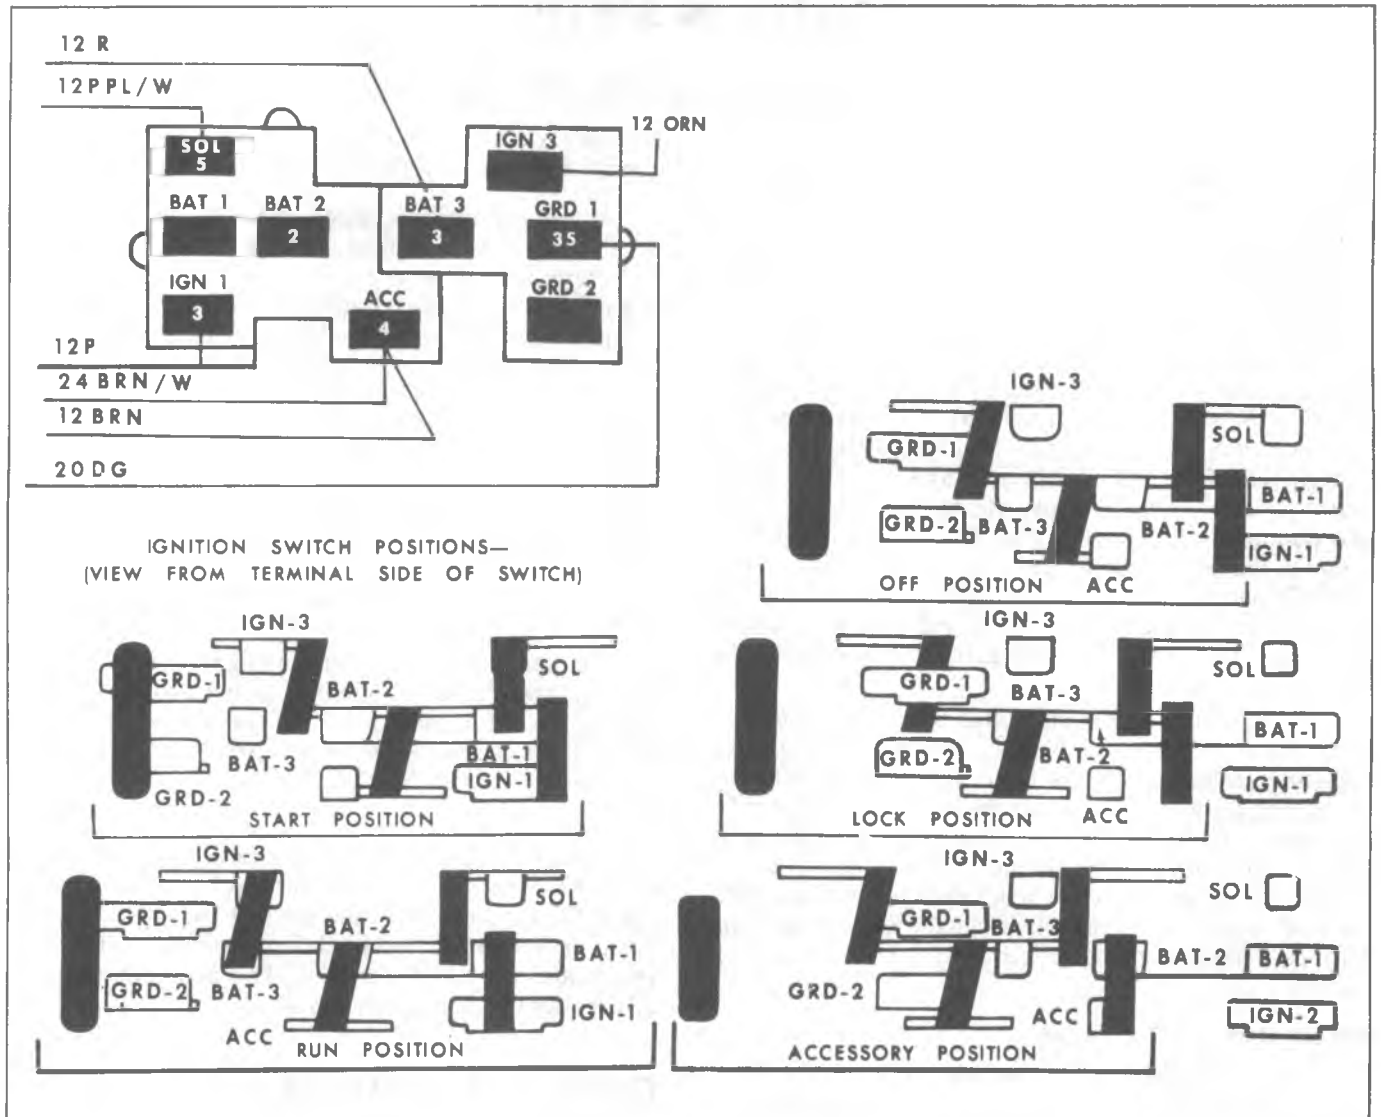 12 R
12PPL/W
12 ORN
SOL
5
IGN 3
BAT 1 BAT 2 BAT 3 GRD 1
2 3 35
IGN 1 ACC GRD 2
3 4
12P
24 BRN/W
12 BRN
20DG
IGNITION SWITCH POSITIONS—
(VIEW FROM TERMINAL SIDE OF SWITCH)
IGN-3
GRD-1
SOL
BAT-1
GRD-2
BAT-3
BAT-2
IGN-1
OFF POSITION
ACC
IGN-3
GRD-1
BAT-2
SOL
BAT-3
BAT-1
IGN-1
GRD-2
START POSITION
IGN-3
SOL
GRD-1
BAT-3
BAT-1
GRD-2
BAT-2
IGN-1
LOCK POSITION
ACC
IGN-3
SOL
GRD-1
BAT-2
BAT-1
GRD-2
BAT-3
IGN-1
ACC
RUN POSITION
IGN-3
SOL
GRD-1
BAT-3
BAT-2
BAT-1
GRD-2
ACC
IGN-2
ACCESSORY POSITION